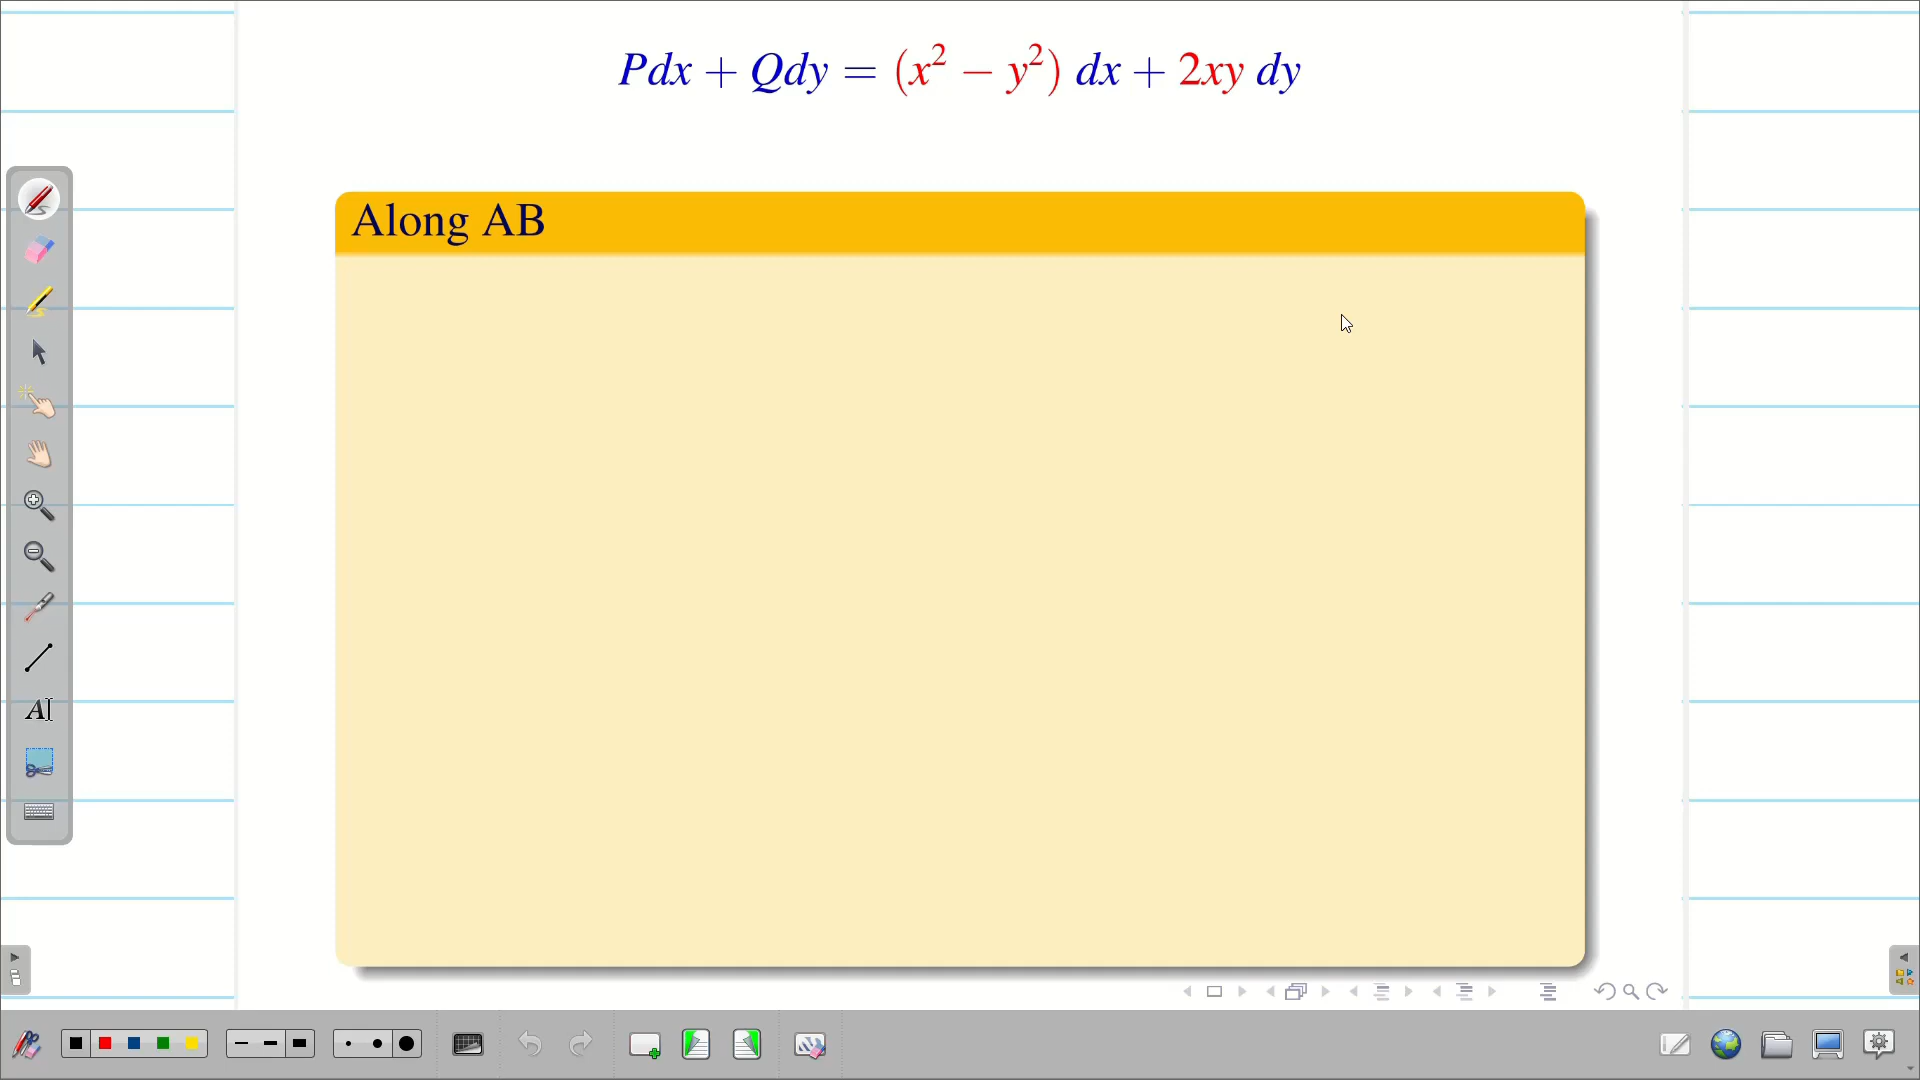 Pdx + Qdy = (x² − y²) dx + 2xy dy
Along AB